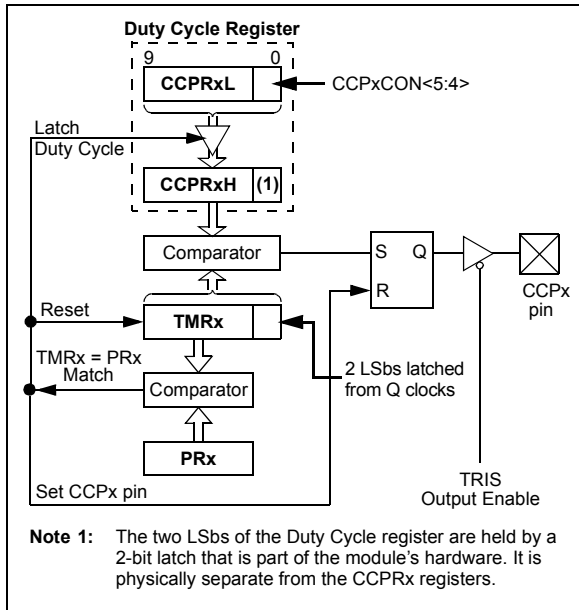 Duty Cycle Register
9 0
CCPRxL
CCPxCON<5:4>
Latch
Duty Cycle
CCPRxH (1)
Comparator
S Q
R
CCPx
pin
Reset
TMRx
TMRx = PRx
Match
2 LSbs latched
from Q clocks
Comparator
PRx
Set CCPx pin
TRIS
Output Enable
Note 1: The two LSbs of the Duty Cycle register are held by a
2-bit latch that is part of the module's hardware. It is
physically separate from the CCPRx registers.